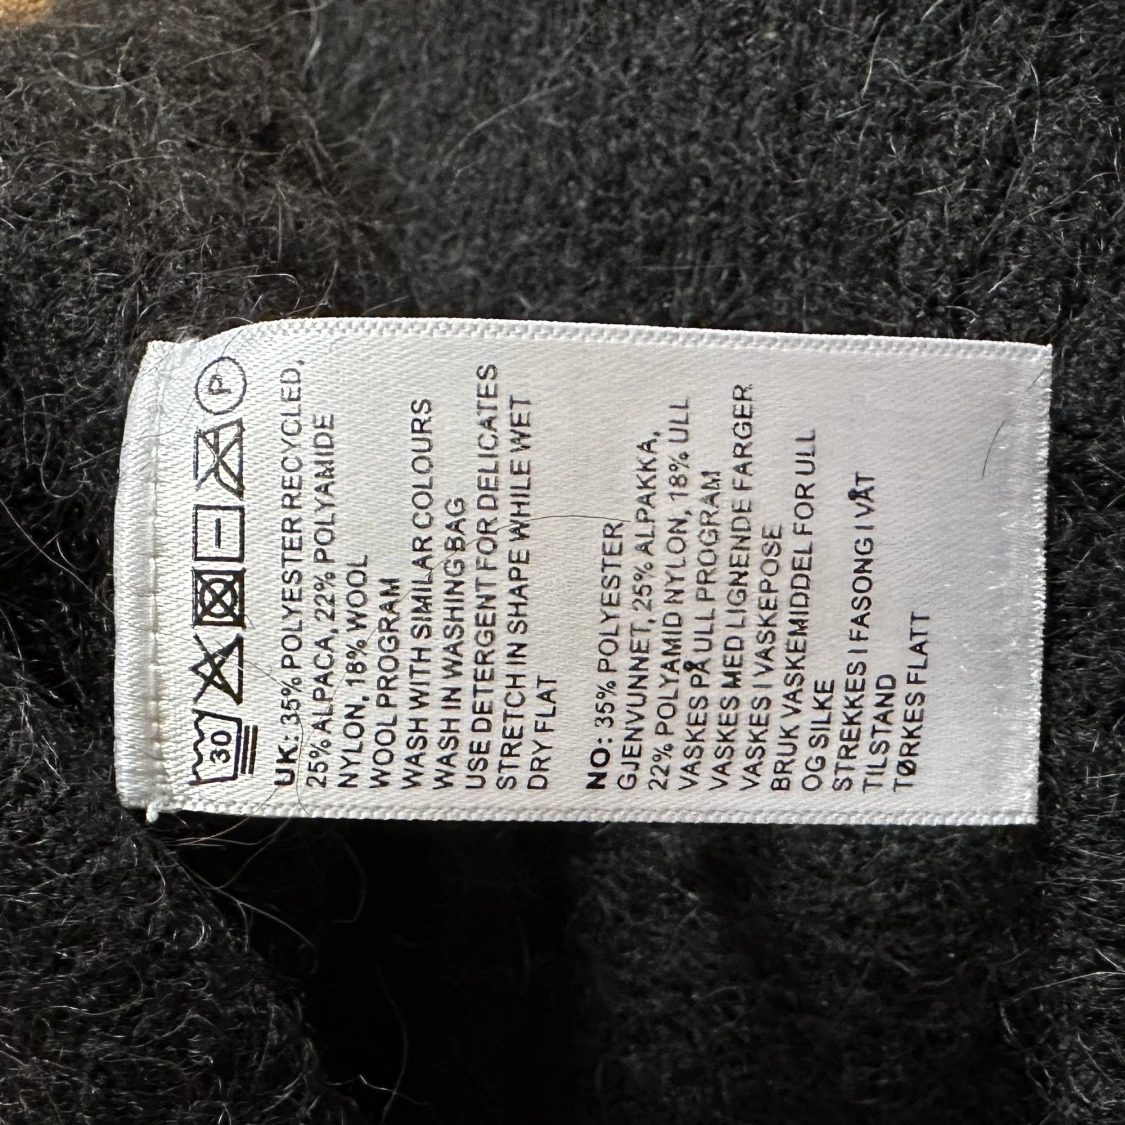 30 P
UK: 35% POLYESTER RECYCLED,
25% ALPACA, 22% POLYAMIDE
NYLON, 18% WOOL
WOOL PROGRAM
WASH WITH SIMILAR COLOURS
WASH IN WASHING BAG
USE DETERGENT FOR DELICATES
STRETCH IN SHAPE WHILE WET
DRY FLAT
NO: 35% POLYESTER
GJENVUNNET, 25% ALPAKKA,
22% POLYAMID NYLON, 18% ULL
VASKES PÅ ULL PROGRAM
VASKES MED LIGNENDE FARGER
VASKES I VASKEPOSE
BRUK VASKEMIDDEL FOR ULL
OG SILKE
STREKKES I FASONG I VÅT
TILSTAND
TØRKES FLATT